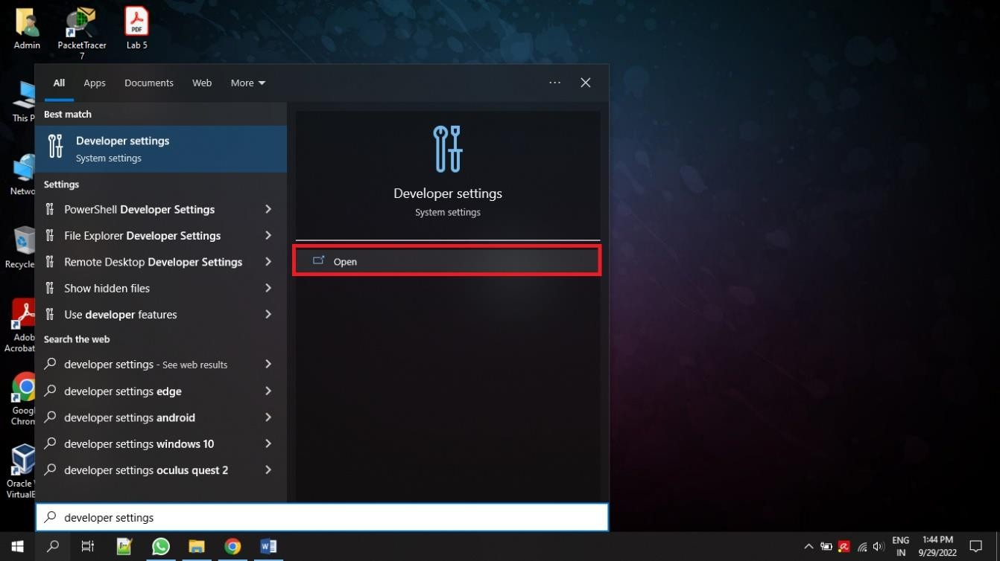 Admin
PacketTracer
7
Lab 5
This P
Netwo
Recycle
Adob
Acrobat
Googl
Chrom
Oracle V
VirtualB
All
Apps
Documents
Web
More
Best match
Developer settings
System settings
Settings
PowerShell Developer Settings
File Explorer Developer Settings
Remote Desktop Developer Settings
Show hidden files
Use developer features
Search the web
developer settings - See web results
developer settings edge
developer settings android
developer settings windows 10
developer settings oculus quest 2
Developer settings
System settings
Open
developer settings
ENG
IN
1:44 PM
9/29/2022